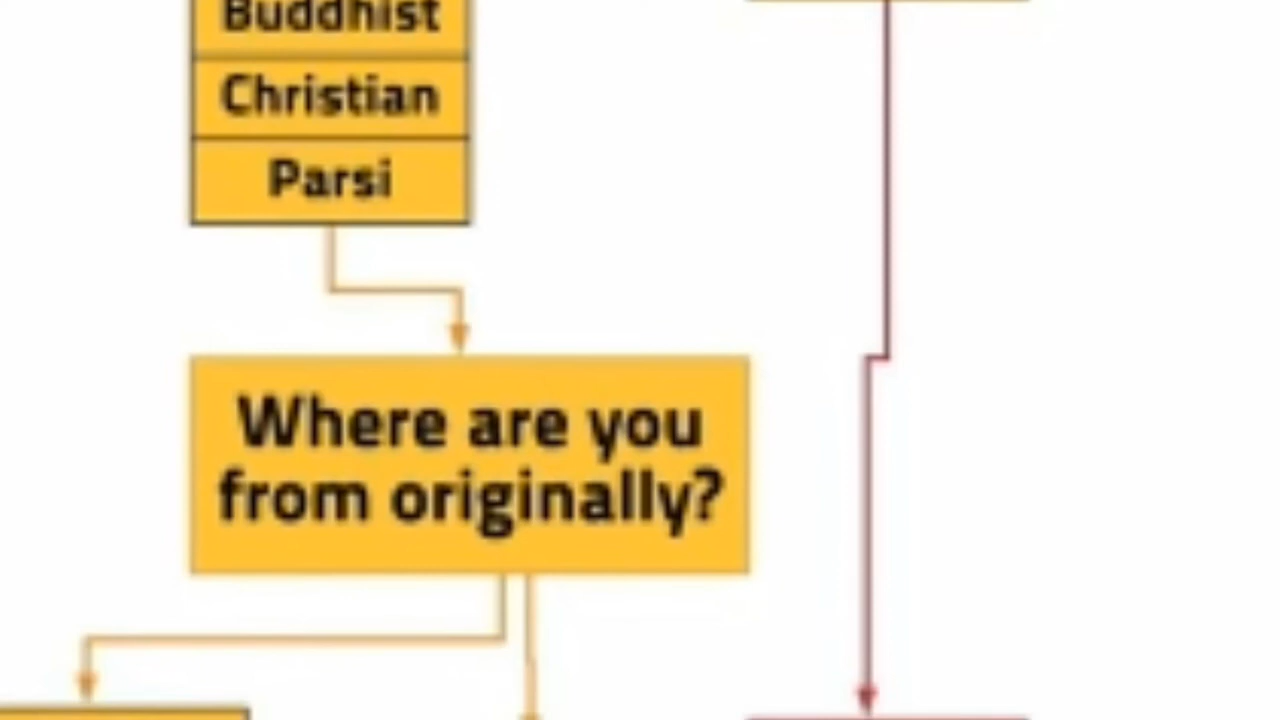 Buddhist
Christian
Parsi
Where are you
from originally?